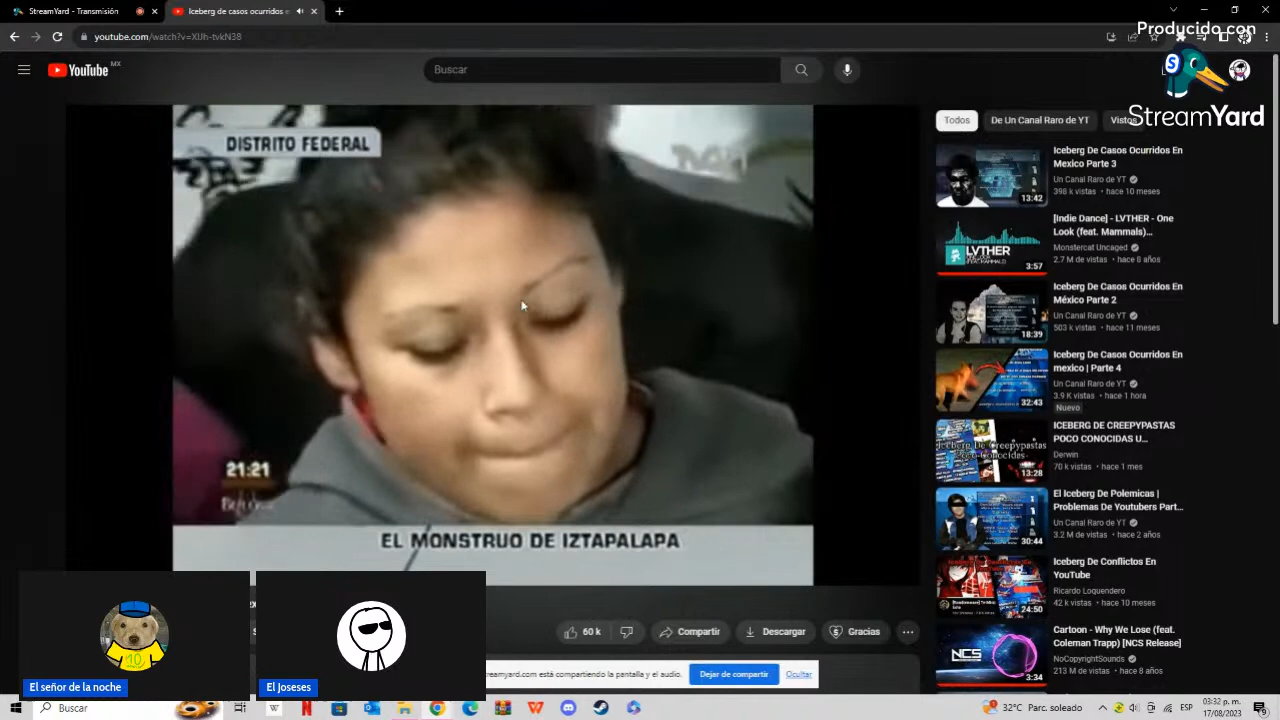 StreamYard - Transmisión
Iceberg de casos ocurridos e
youtube.com/watch?v=XIJh-tvkN38
Producido con
StreamYard
YouTube MX
Buscar
DISTRITO FEDERAL
21:21
EL MONSTRUO DE IZTAPALAPA
Todos
De Un Canal Raro de YT
Vistos
Iceberg De Casos Ocurridos En
Mexico Parte 3
Un Canal Raro de YT
398 k vistas • hace 10 meses
13:42
[Indie Dance] - LVTHER - One
Look (feat. Mammals)...
Monstercat Uncaged
2.7 M de vistas • hace 8 años
LVTHER
3:57
Iceberg De Casos Ocurridos En
México Parte 2
Un Canal Raro de YT
503 k vistas • hace 11 meses
18:39
Iceberg De Casos Ocurridos En
mexico | Parte 4
Un Canal Raro de YT
3.9 K vistas • hace 1 hora
Nuevo
32:43
ICEBERG DE CREEPYPASTAS
POCO CONOCIDAS U...
Derwin
70 k vistas • hace 1 mes
Iceberg De Creepypastas
Poco Conocidas
13:28
El Iceberg De Polemicas |
Problemas De Youtubers Part...
Un Canal Raro de YT
3.2 M de vistas • hace 2 años
30:44
Iceberg De Conflictos En
YouTube
Ricardo Loquendero
42 k vistas • hace 10 meses
24:50
Cartoon - Why We Lose (feat.
Coleman Trapp) [NCS Release]
NoCopyrightSounds
213 M de vistas • hace 8 años
NCS
3:34
60 k
Compartir
Descargar
Gracias
10
El señor de la noche
El Joseses
streamyard.com está compartiendo la pantalla y el audio.
Dejar de compartir
Ocultar
Buscar
32°C Parc. soleado
ESP
03:32 p. m.
17/08/2023